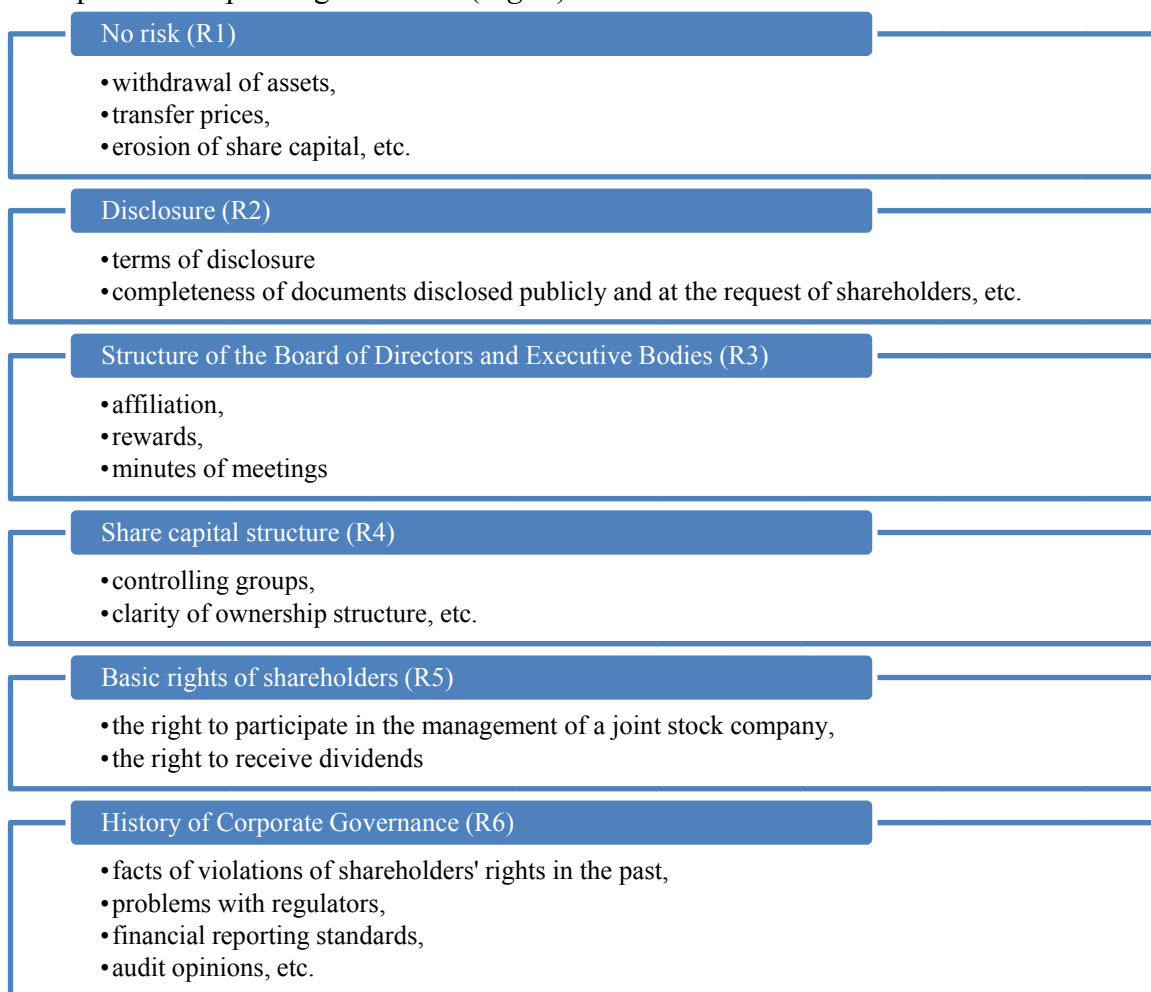 No risk (R1)
•withdrawal of assets,
•transfer prices,
•erosion of share capital, etc.
Disclosure (R2)
•terms of disclosure
•completeness of documents disclosed publicly and at the request of shareholders, etc.
Structure of the Board of Directors and Executive Bodies (R3)
•affiliation,
•rewards,
•minutes of meetings
Share capital structure (R4)
•controlling groups,
•clarity of ownership structure, etc.
Basic rights of shareholders (R5)
•the right to participate in the management of a joint stock company,
•the right to receive dividends
History of Corporate Governance (R6)
•facts of violations of shareholders' rights in the past,
•problems with regulators,
•financial reporting standards,
•audit opinions, etc.